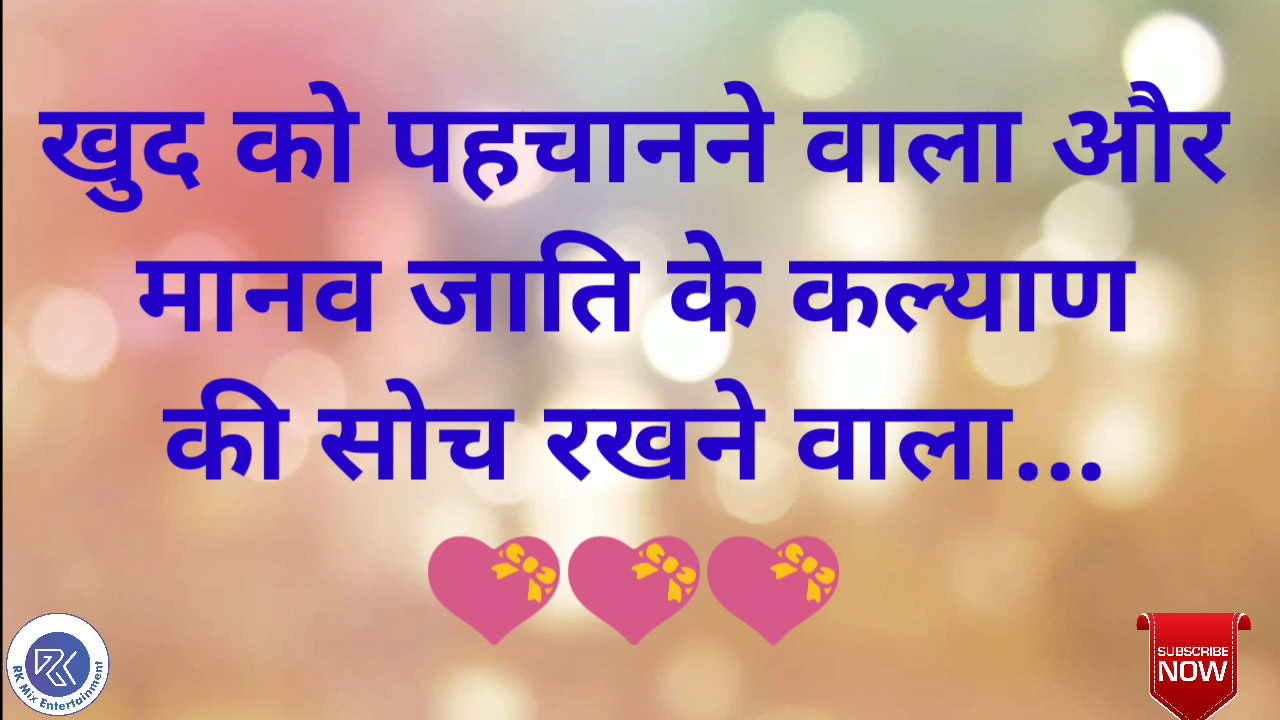 खुद को पहचानने वाला और
मानव जाति के कल्याण
की सोच रखने वाला...
RK Mix Entertainment
SUBSCRIBE
NOW